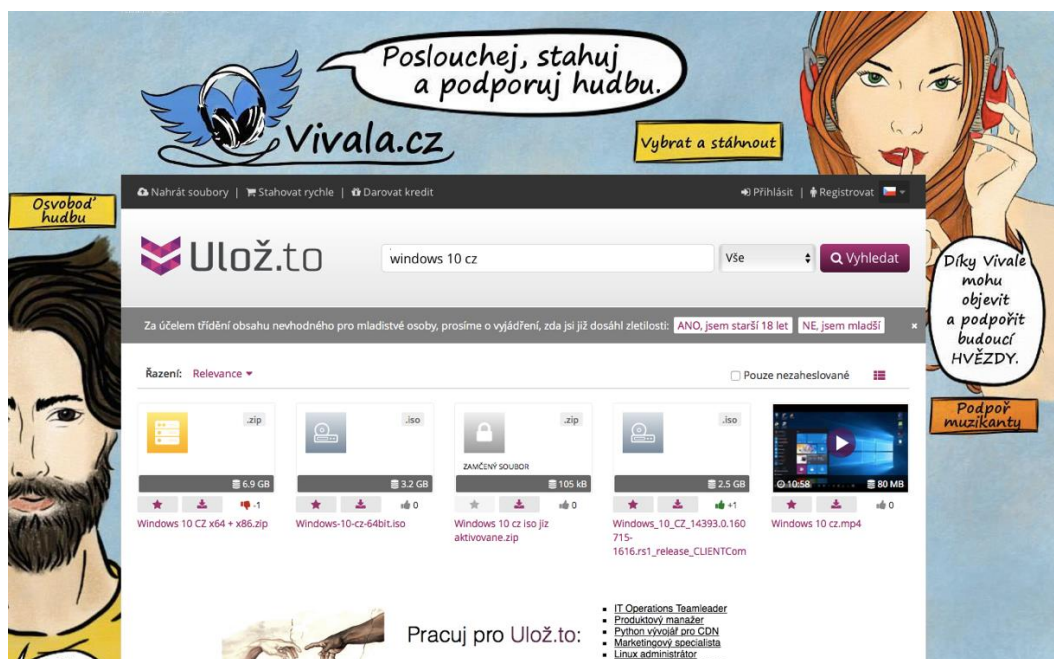 Poslouchej, stahuj
a podporuj hudbu.
Vivala.cz
Vybrat a stáhnout
Osvoboď
hudbu
Nahrát soubory | Stahovat rychle | Darovat kredit
Přihlásit | Registrovat
Ulož.to
windows 10 cz
Vše
Vyhledat
Díky Vivale
mohu
objevit
a podpořit
budoucí
HVĚZDY.
Za účelem třídění obsahu nevhodného pro mladistvé osoby, prosíme o vyjádření, zda jsi již dosáhl zletilosti: ANO, jsem starší 18 let NE, jsem mladší ×
Řazení: Relevance
Pouze nezaheslované
Podpoř
muzikanty
.zip
6.9 GB
-1
Windows 10 CZ x64 + x86.zip
.iso
3.2 GB
0
Windows-10-cz-64bit.iso
.zip
ZAMČENÝ SOUBOR
105 kB
0
Windows 10 cz iso jiz
aktivovane.zip
.iso
2.5 GB
+1
Windows_10_CZ_14393.0.160
715-
1616.rs1_release_CLIENTCom
10:58
80 MB
0
Windows 10 cz.mp4
Pracuj pro Ulož.to:
IT Operations Teamleader
Produktový manažer
Python vývojář pro CDN
Marketingový specialista
Linux administrátor